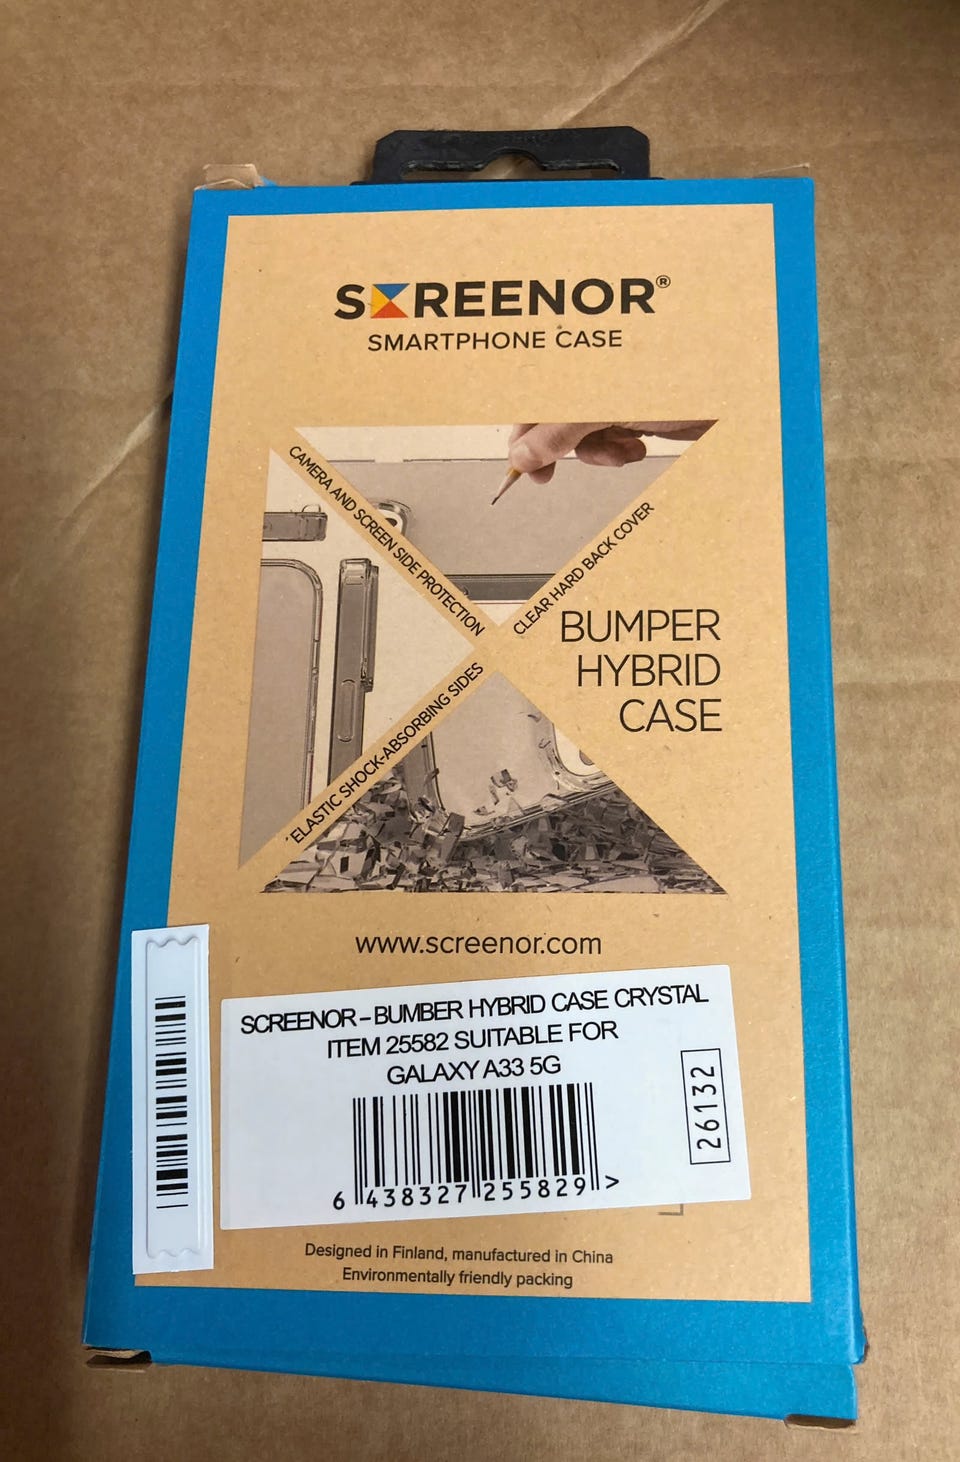 SCREENOR®
SMARTPHONE CASE
CAMERA AND SCREEN SIDE PROTECTION
CLEAR HARD BACK COVER
BUMPER
HYBRID
CASE
ELASTIC SHOCK-ABSORBING SIDES
www.screenor.com
SCREENOR – BUMBER HYBRID CASE CRYSTAL
ITEM 25582 SUITABLE FOR
GALAXY A33 5G
26132
6 438327 255829 >
Designed in Finland, manufactured in China
Environmentally friendly packing